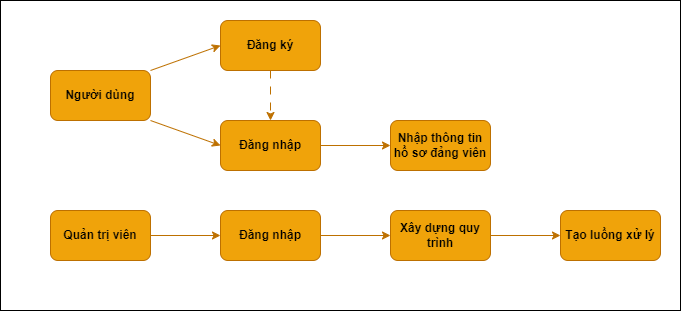 Đăng ký
Người dùng
Đăng nhập
Nhập thông tin
hồ sơ đảng viên
Quản trị viên
Đăng nhập
Xây dựng quy
trình
Tạo luồng xử lý